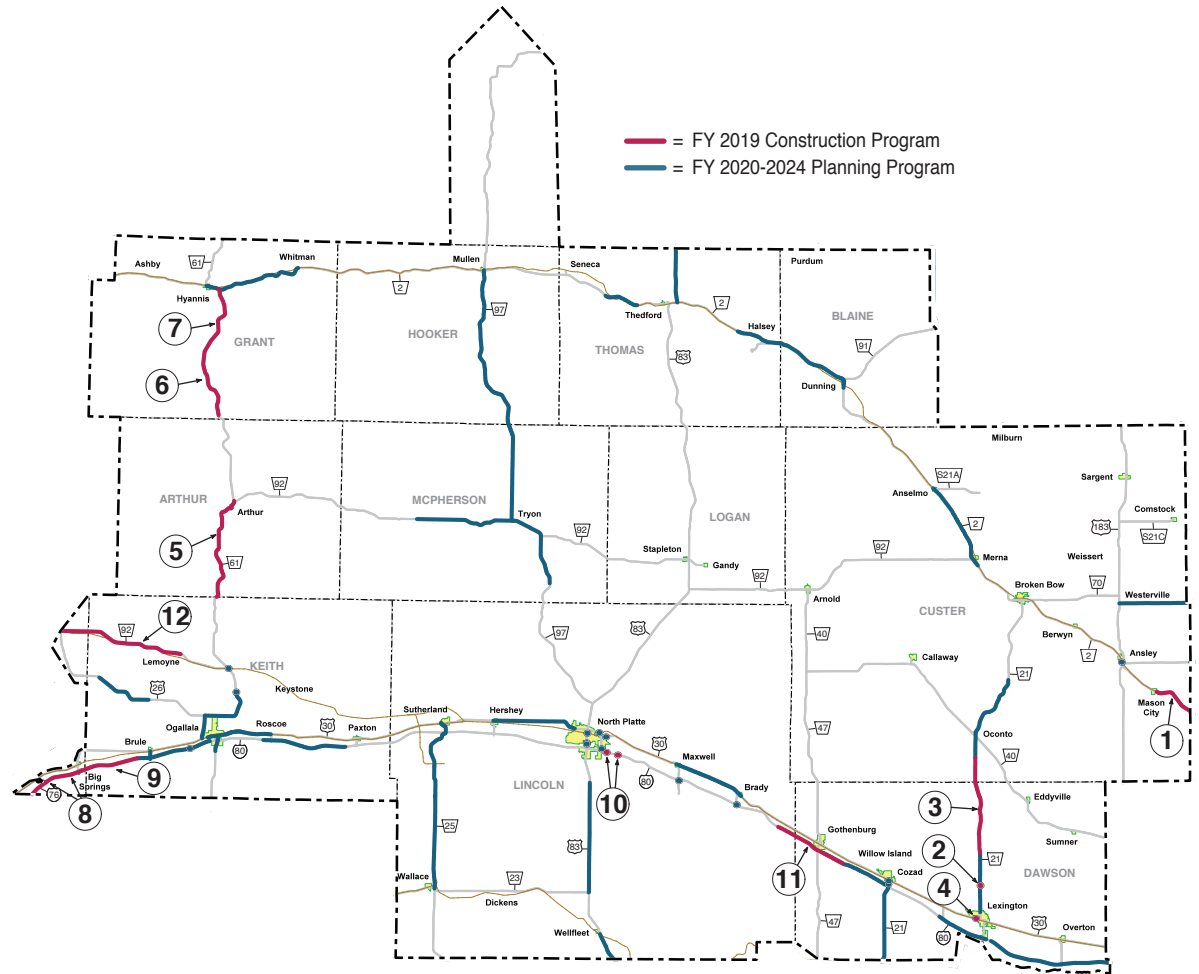 = FY 2019 Construction Program
= FY 2020-2024 Planning Program
Ashby
61
Whitman
Mullen
Seneca
Purdum
Hyannis
2
97
Thedford
2
Halsey
BLAINE
7
GRANT
HOOKER
THOMAS
83
91
6
Dunning
Milburn
ARTHUR
92
Arthur
MCPHERSON
Tryon
LOGAN
Anselmo
S21A
Sargent
5
92
2
183
Comstock
S21C
61
Stapleton
Gandy
92
92
Merna
Weissert
Arnold
Broken Bow
70
Westerville
12
92
CUSTER
Lemoyne
KEITH
97
83
40
Berwyn
2
Ansley
Callaway
26
Keystone
21
Mason
City
1
Ogallala
Roscoe
Sutherland
Hershey
North Platte
47
Oconto
Brule
30
Paxton
30
40
80
Maxwell
Big
Springs
9
LINCOLN
80
76
8
10
Brady
3
Eddyville
25
83
Gothenburg
Sumner
Willow Island
21
2
DAWSON
11
Cozad
4
Wallace
23
Dickens
Lexington
Wellfleet
47
21
80
30
Overton